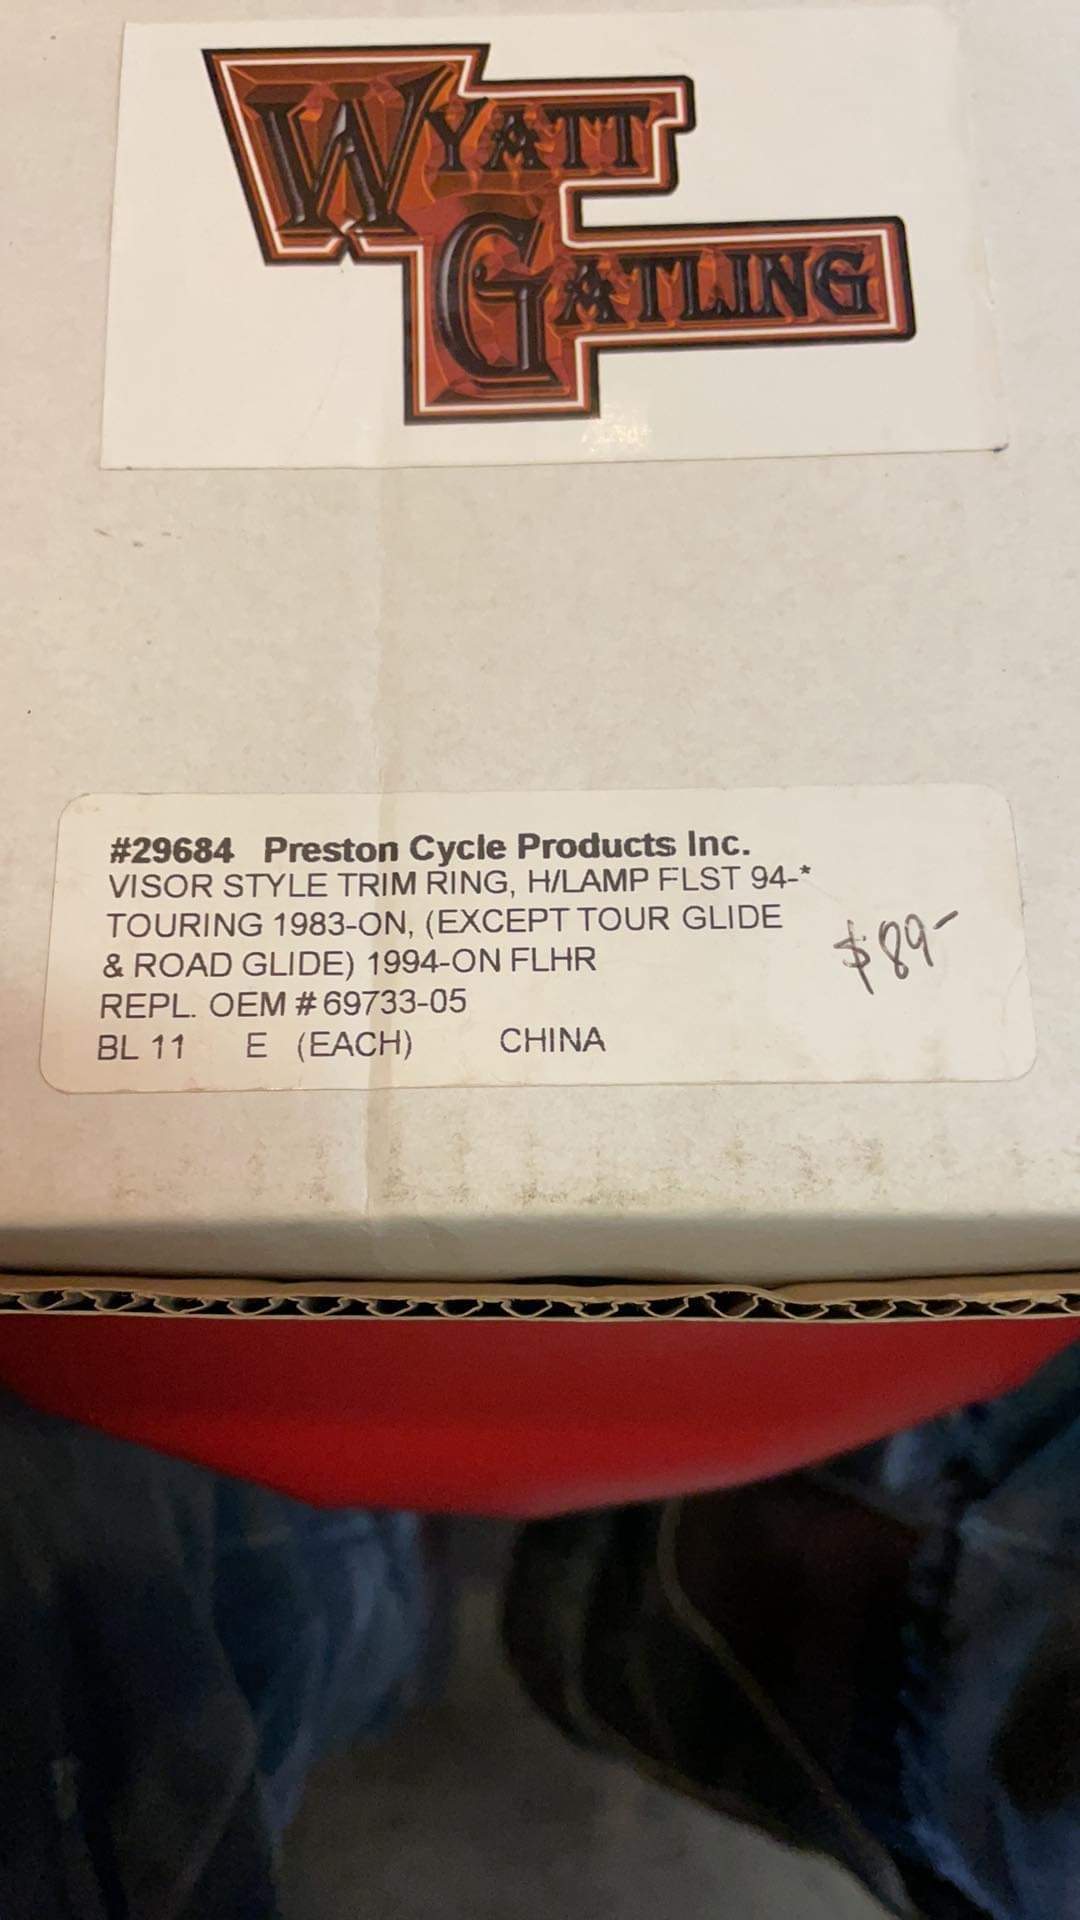 WYATT
GATLING
#29684 Preston Cycle Products Inc.
VISOR STYLE TRIM RING, H/LAMP FLST 94-*
TOURING 1983-ON, (EXCEPT TOUR GLIDE
& ROAD GLIDE) 1994-ON FLHR
REPL. OEM # 69733-05
BL 11 E (EACH) CHINA
$89-